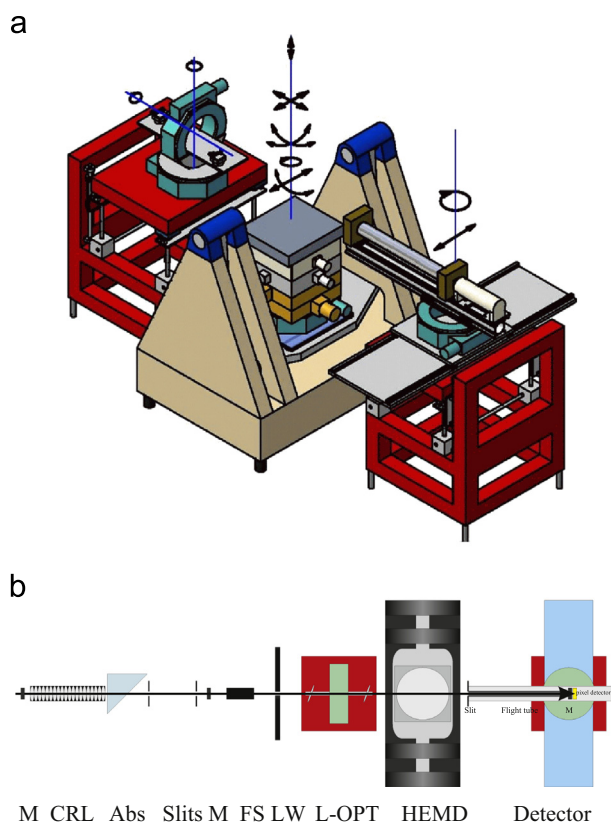 a
b
pixel detector
Slit
Flight tube
M
M CRL Abs Slits M FS LW L-OPT HEMD Detector